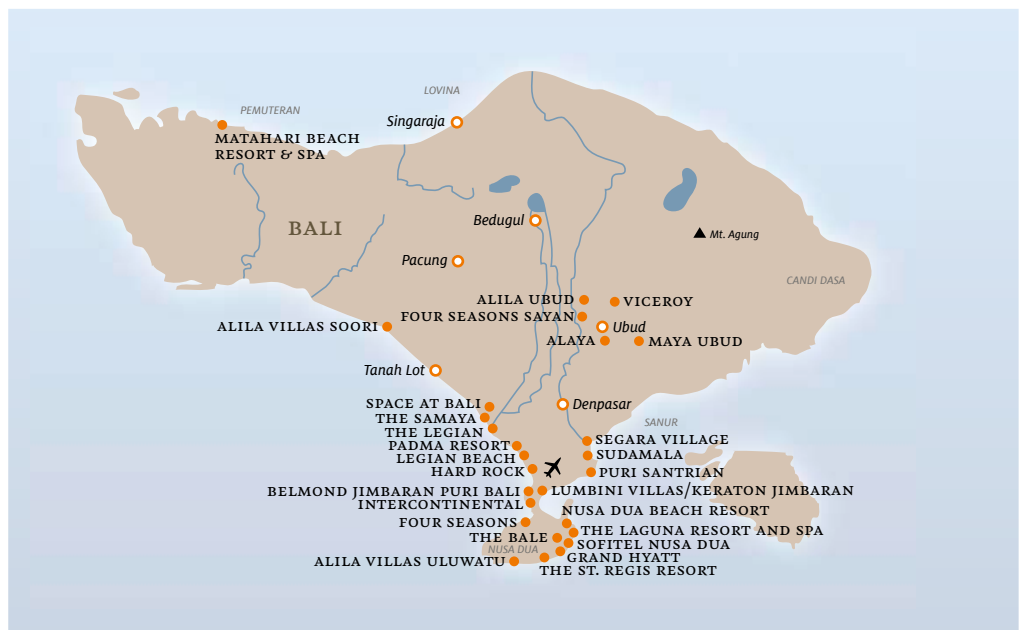 LOVINA
PEMUTERAN
Singaraja
MATAHARI BEACH
RESORT & SPA
Bedugul
BALI
Mt. Agung
Pacung
CANDI DASA
ALILA UBUD
VICEROY
FOUR SEASONS SAYAN
ALILA VILLAS SOORI
Ubud
ALAYA
MAYA UBUD
Tanah Lot
SPACE AT BALI
Denpasar
THE SAMAYA
SANUR
THE LEGIAN
SEGARA VILLAGE
PADMA RESORT
SUDAMALA
LEGIAN BEACH
HARD ROCK
PURI SANTRIAN
BELMOND JIMBARAN PURI BALI
LUMBINI VILLAS/KERATON JIMBARAN
INTERCONTINENTAL
NUSA DUA BEACH RESORT
FOUR SEASONS
THE LAGUNA RESORT AND SPA
THE BALE
SOFITEL NUSA DUA
NUSA DUA
GRAND HYATT
ALILA VILLAS ULUWATU
THE ST. REGIS RESORT